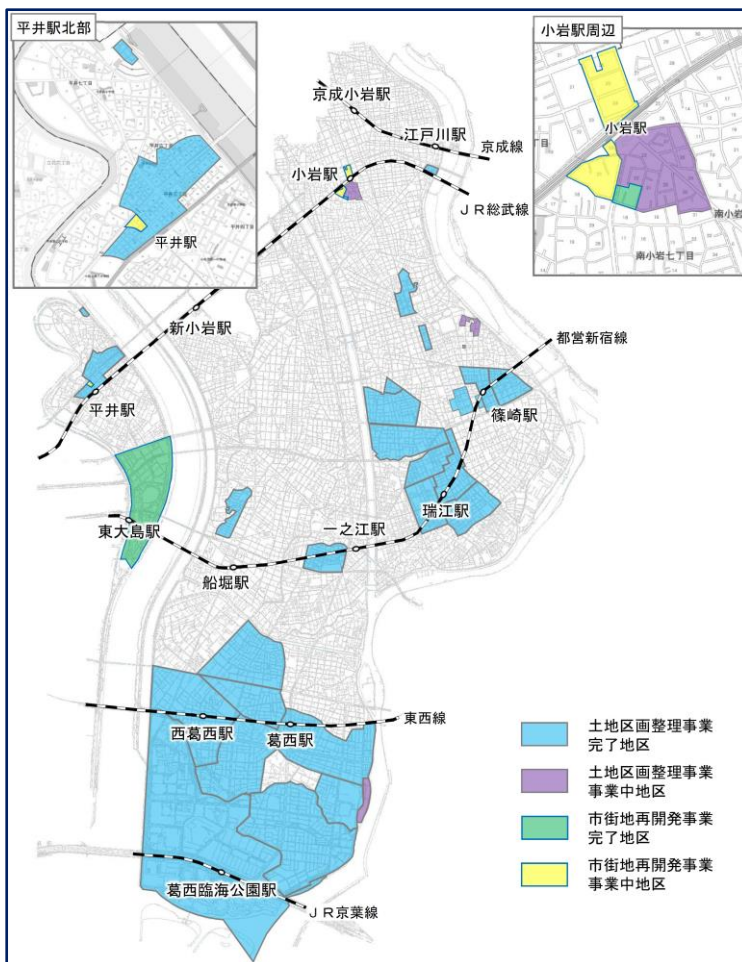 平井駅北部
平井駅
小岩駅周辺
小岩駅
南小岩七丁目
京成小岩駅
江戸川駅
京成線
小岩駅
JR総武線
新小岩駅
都営新宿線
平井駅
篠崎駅
瑞江駅
東大島駅
一之江駅
船堀駅
東西線
西葛西駅
葛西駅
葛西臨海公園駅
JR京葉線
土地区画整理事業
完了地区
土地区画整理事業
事業中地区
市街地再開発事業
完了地区
市街地再開発事業
事業中地区